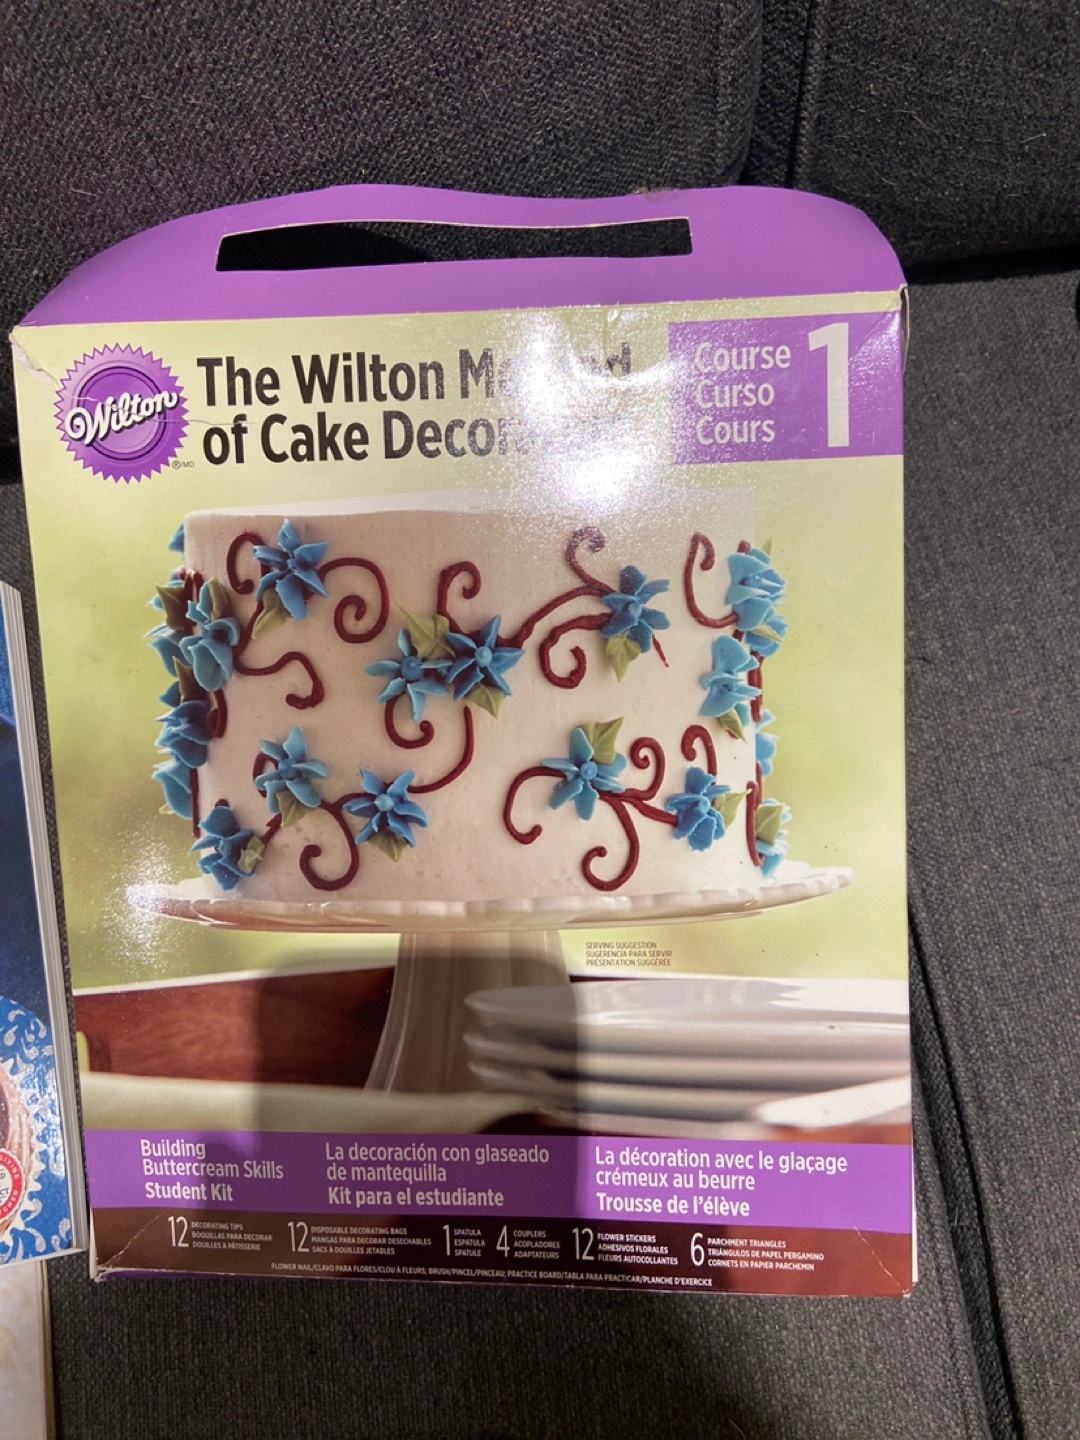 The Wilton
of Cake
Wilton
®/MD
Course
Curso
Cours
1
SERVING SUGGESTION
SUGERENCIA PARA SERVIR
PRÉSENTATION SUGGÉRÉE
Building
Buttercream Skills
Student Kit
La decoración con glaseado
de mantequilla
Kit para el estudiante
La décoration avec le glaçage
crémeux au beurre
Trousse de l'élève
12 DECORATING TIPS
BOQUILLAS PARA DECORAR
DOUILLES À PÂTISSERIE
12 DISPOSABLE DECORATING BAGS
MANGAS PARA DECORAR DESECHABLES
SACS À DOUILLES JETABLES
1 SPATULA
ESPÁTULA
SPATULE
4 COUPLERS
ACOPLADORES
ADAPTATEURS
12 FLOWER STICKERS
ADHESIVOS FLORALES
FLEURS AUTOCOLLANTES
6 PARCHMENT TRIANGLES
TRIÁNGULOS DE PAPEL PERGAMINO
CORNETS EN PAPIER PARCHEMIN
FLOWER NAIL/CLAVO PARA FLORES/CLOU À FLEURS; BRUSH/PINCEL/PINCEAU; PRACTICE BOARD/TABLA PARA PRACTICAR/PLANCHE D'EXERCICE